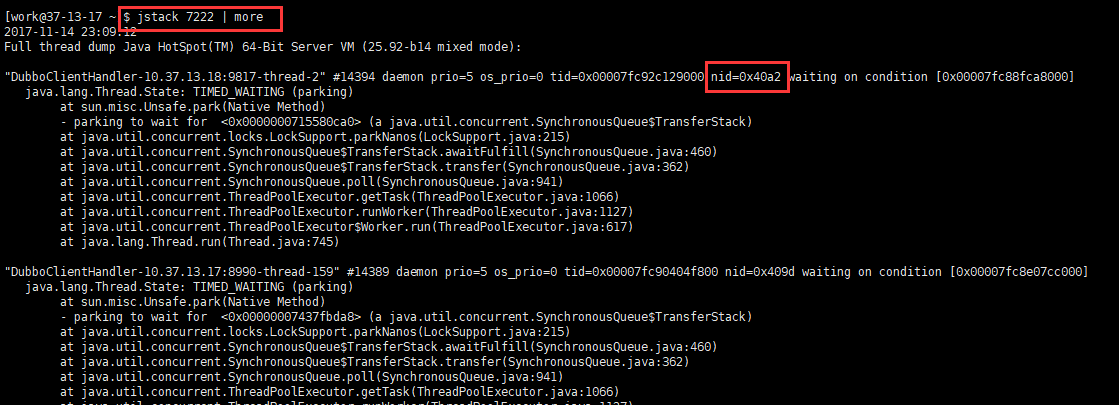 [work@37-13-17 ~ $ jstack 7222 | more
2017-11-14 23:09:12
Full thread dump Java HotSpot(TM) 64-Bit Server VM (25.92-b14 mixed mode):
"DubboClientHandler-10.37.13.18:9817-thread-2" #14394 daemon prio=5 os_prio=0 tid=0x00007fc92c129000 nid=0x40a2 waiting on condition [0x00007fc88fca8000]
java.lang.Thread.State: TIMED_WAITING (parking)
at sun.misc.Unsafe.park(Native Method)
- parking to wait for <0x0000000715580ca0> (a java.util.concurrent.SynchronousQueue$TransferStack)
at java.util.concurrent.locks.LockSupport.parkNanos(LockSupport.java:215)
at java.util.concurrent.SynchronousQueue$TransferStack.awaitFulfill(SynchronousQueue.java:460)
at java.util.concurrent.SynchronousQueue$TransferStack.transfer(SynchronousQueue.java:362)
at java.util.concurrent.SynchronousQueue.poll(SynchronousQueue.java:941)
at java.util.concurrent.ThreadPoolExecutor.getTask(ThreadPoolExecutor.java:1066)
at java.util.concurrent.ThreadPoolExecutor.runWorker(ThreadPoolExecutor.java:1127)
at java.util.concurrent.ThreadPoolExecutor$Worker.run(ThreadPoolExecutor.java:617)
at java.lang.Thread.run(Thread.java:745)
"DubboClientHandler-10.37.13.17:8990-thread-159" #14389 daemon prio=5 os_prio=0 tid=0x00007fc90404f800 nid=0x409d waiting on condition [0x00007fc8e07cc000]
java.lang.Thread.State: TIMED_WAITING (parking)
at sun.misc.Unsafe.park(Native Method)
- parking to wait for <0x00000007437fbda8> (a java.util.concurrent.SynchronousQueue$TransferStack)
at java.util.concurrent.locks.LockSupport.parkNanos(LockSupport.java:215)
at java.util.concurrent.SynchronousQueue$TransferStack.awaitFulfill(SynchronousQueue.java:460)
at java.util.concurrent.SynchronousQueue$TransferStack.transfer(SynchronousQueue.java:362)
at java.util.concurrent.SynchronousQueue.poll(SynchronousQueue.java:941)
at java.util.concurrent.ThreadPoolExecutor.getTask(ThreadPoolExecutor.java:1066)
at java.util.concurrent.ThreadPoolExecutor.runWorker(ThreadPoolExecutor.java:1127)